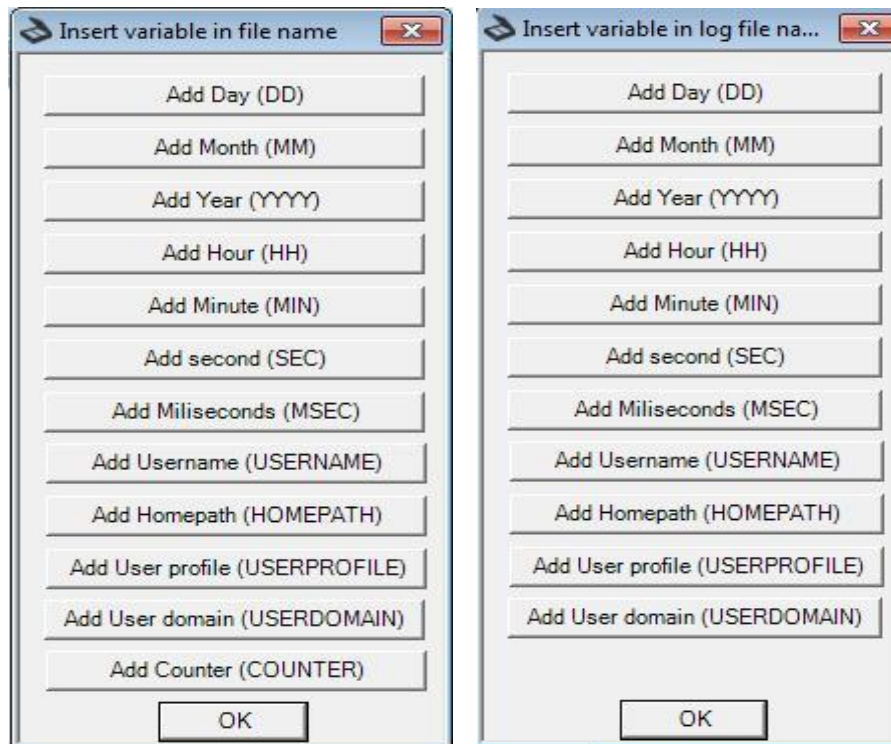 Insert variable in file name
Add Day (DD)
Add Month (MM)
Add Year (YYYY)
Add Hour (HH)
Add Minute (MIN)
Add second (SEC)
Add Miliseconds (MSEC)
Add Username (USERNAME)
Add Homepath (HOMEPATH)
Add User profile (USERPROFILE)
Add User domain (USERDOMAIN)
Add Counter (COUNTER)
OK
Insert variable in log file na...
Add Day (DD)
Add Month (MM)
Add Year (YYYY)
Add Hour (HH)
Add Minute (MIN)
Add second (SEC)
Add Miliseconds (MSEC)
Add Username (USERNAME)
Add Homepath (HOMEPATH)
Add User profile (USERPROFILE)
Add User domain (USERDOMAIN)
OK